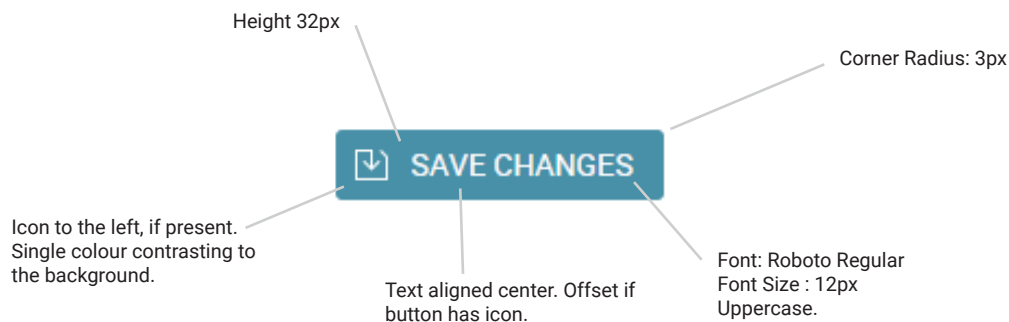 Height 32px
Corner Radius: 3px
SAVE CHANGES
Icon to the left, if present.
Single colour contrasting to
the background.
Text aligned center. Offset if
button has icon.
Font: Roboto Regular
Font Size : 12px
Uppercase.